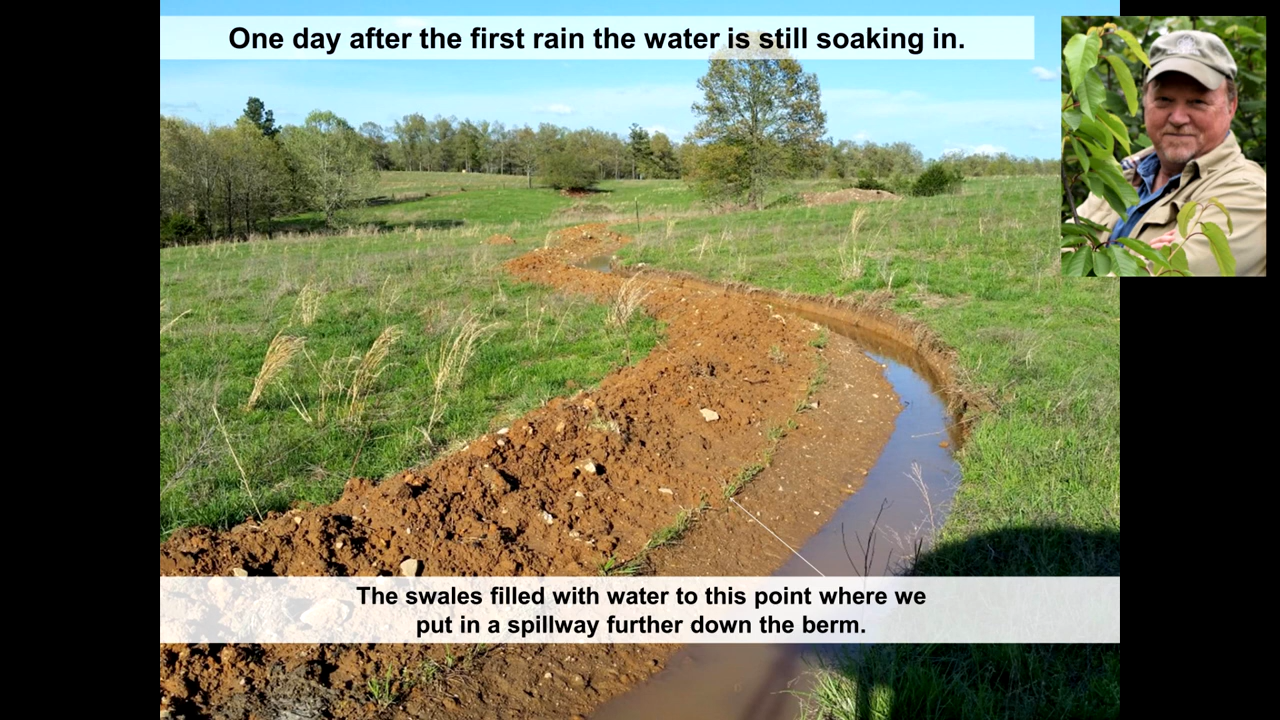 One day after the first rain the water is still soaking in.
The swales filled with water to this point where we
put in a spillway further down the berm.